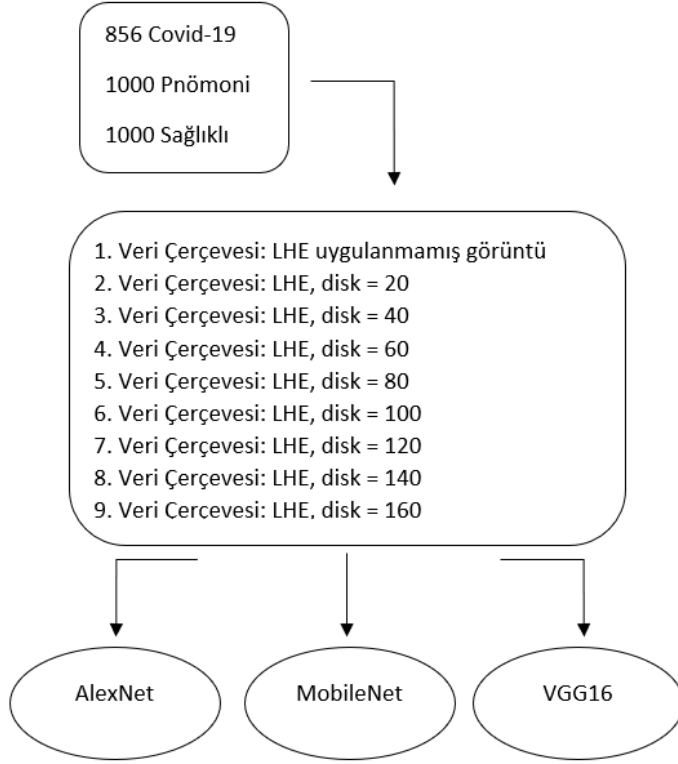 856 Covid-19
1000 Pnömoni
1000 Sağlıklı
1. Veri Çerçevesi: LHE uygulanmamış görüntü
2. Veri Çerçevesi: LHE, disk = 20
3. Veri Çerçevesi: LHE, disk = 40
4. Veri Çerçevesi: LHE, disk = 60
5. Veri Çerçevesi: LHE, disk = 80
6. Veri Çerçevesi: LHE, disk = 100
7. Veri Çerçevesi: LHE, disk = 120
8. Veri Çerçevesi: LHE, disk = 140
9. Veri Çerçevesi: LHE, disk = 160
AlexNet
MobileNet
VGG16